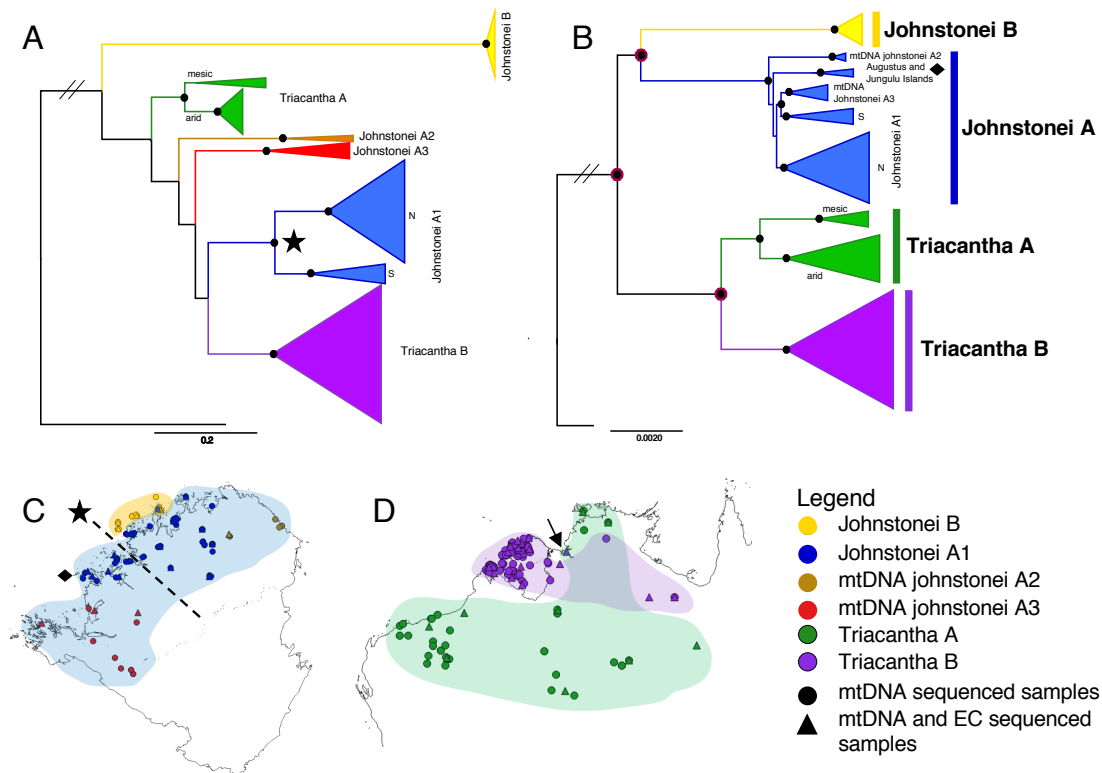 A
Johnstonei B
mesic
arid
Triacantha A
Johnstonei A2
Johnstonei A3
N
Johnstonei A1
S
Triacantha B
0.2
B
Johnstonei B
mtDNA johnstonei A2
Augustus and
Jungulu Islands
mtDNA
Johnstonei A3
S
N
Johnstonei A1
Johnstonei A
mesic
arid
Triacantha A
Triacantha B
0.0020
C
D
Legend
Johnstonei B
Johnstonei A1
mtDNA johnstonei A2
mtDNA johnstonei A3
Triacantha A
Triacantha B
mtDNA sequenced samples
mtDNA and EC sequenced
samples